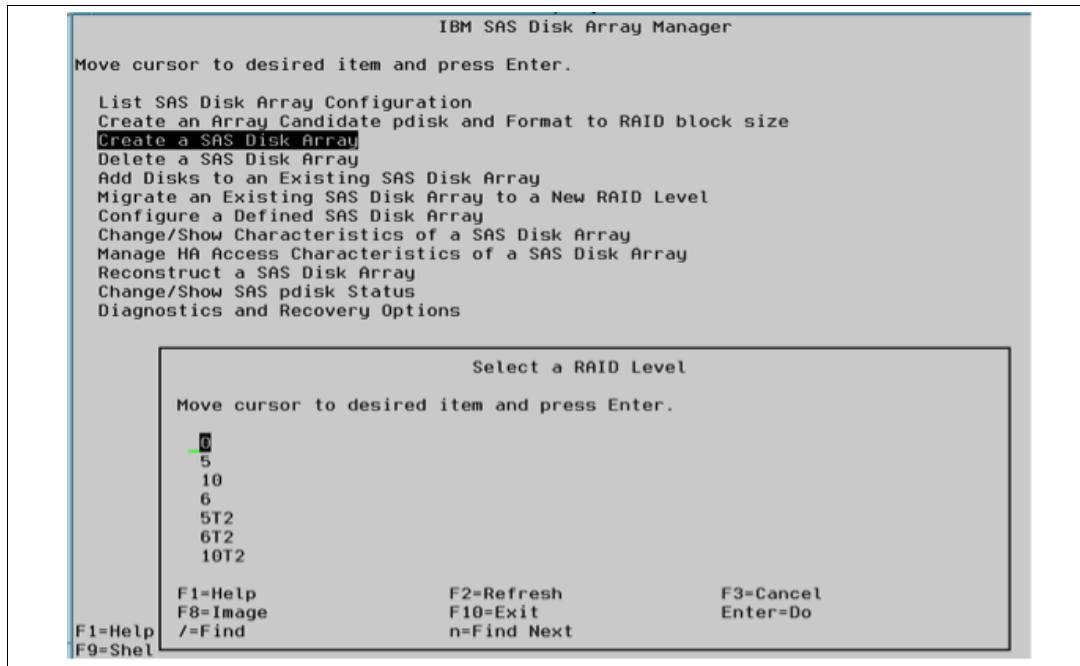 IBM SAS Disk Array Manager
Move cursor to desired item and press Enter.
List SAS Disk Array Configuration
Create an Array Candidate pdisk and Format to RAID block size
Create a SAS Disk Array
Delete a SAS Disk Array
Add Disks to an Existing SAS Disk Array
Migrate an Existing SAS Disk Array to a New RAID Level
Configure a Defined SAS Disk Array
Change/Show Characteristics of a SAS Disk Array
Manage HA Access Characteristics of a SAS Disk Array
Reconstruct a SAS Disk Array
Change/Show SAS pdisk Status
Diagnostics and Recovery Options
Select a RAID Level
Move cursor to desired item and press Enter.
0
5
10
6
5T2
6T2
10T2
F1=Help F2=Refresh F3=Cancel
F8=Image F10=Exit Enter=Do
F1=Help /=Find n=Find Next
F9=Shel